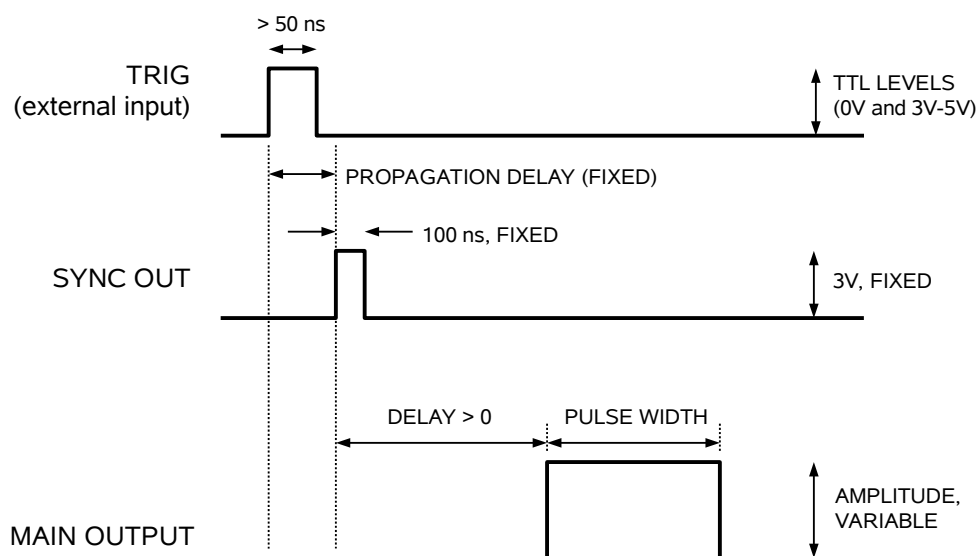 > 50 ns
TRIG
(external input)
TTL LEVELS
(0V and 3V-5V)
PROPAGATION DELAY (FIXED)
100 ns, FIXED
SYNC OUT
3V, FIXED
DELAY > 0
PULSE WIDTH
MAIN OUTPUT
AMPLITUDE,
VARIABLE